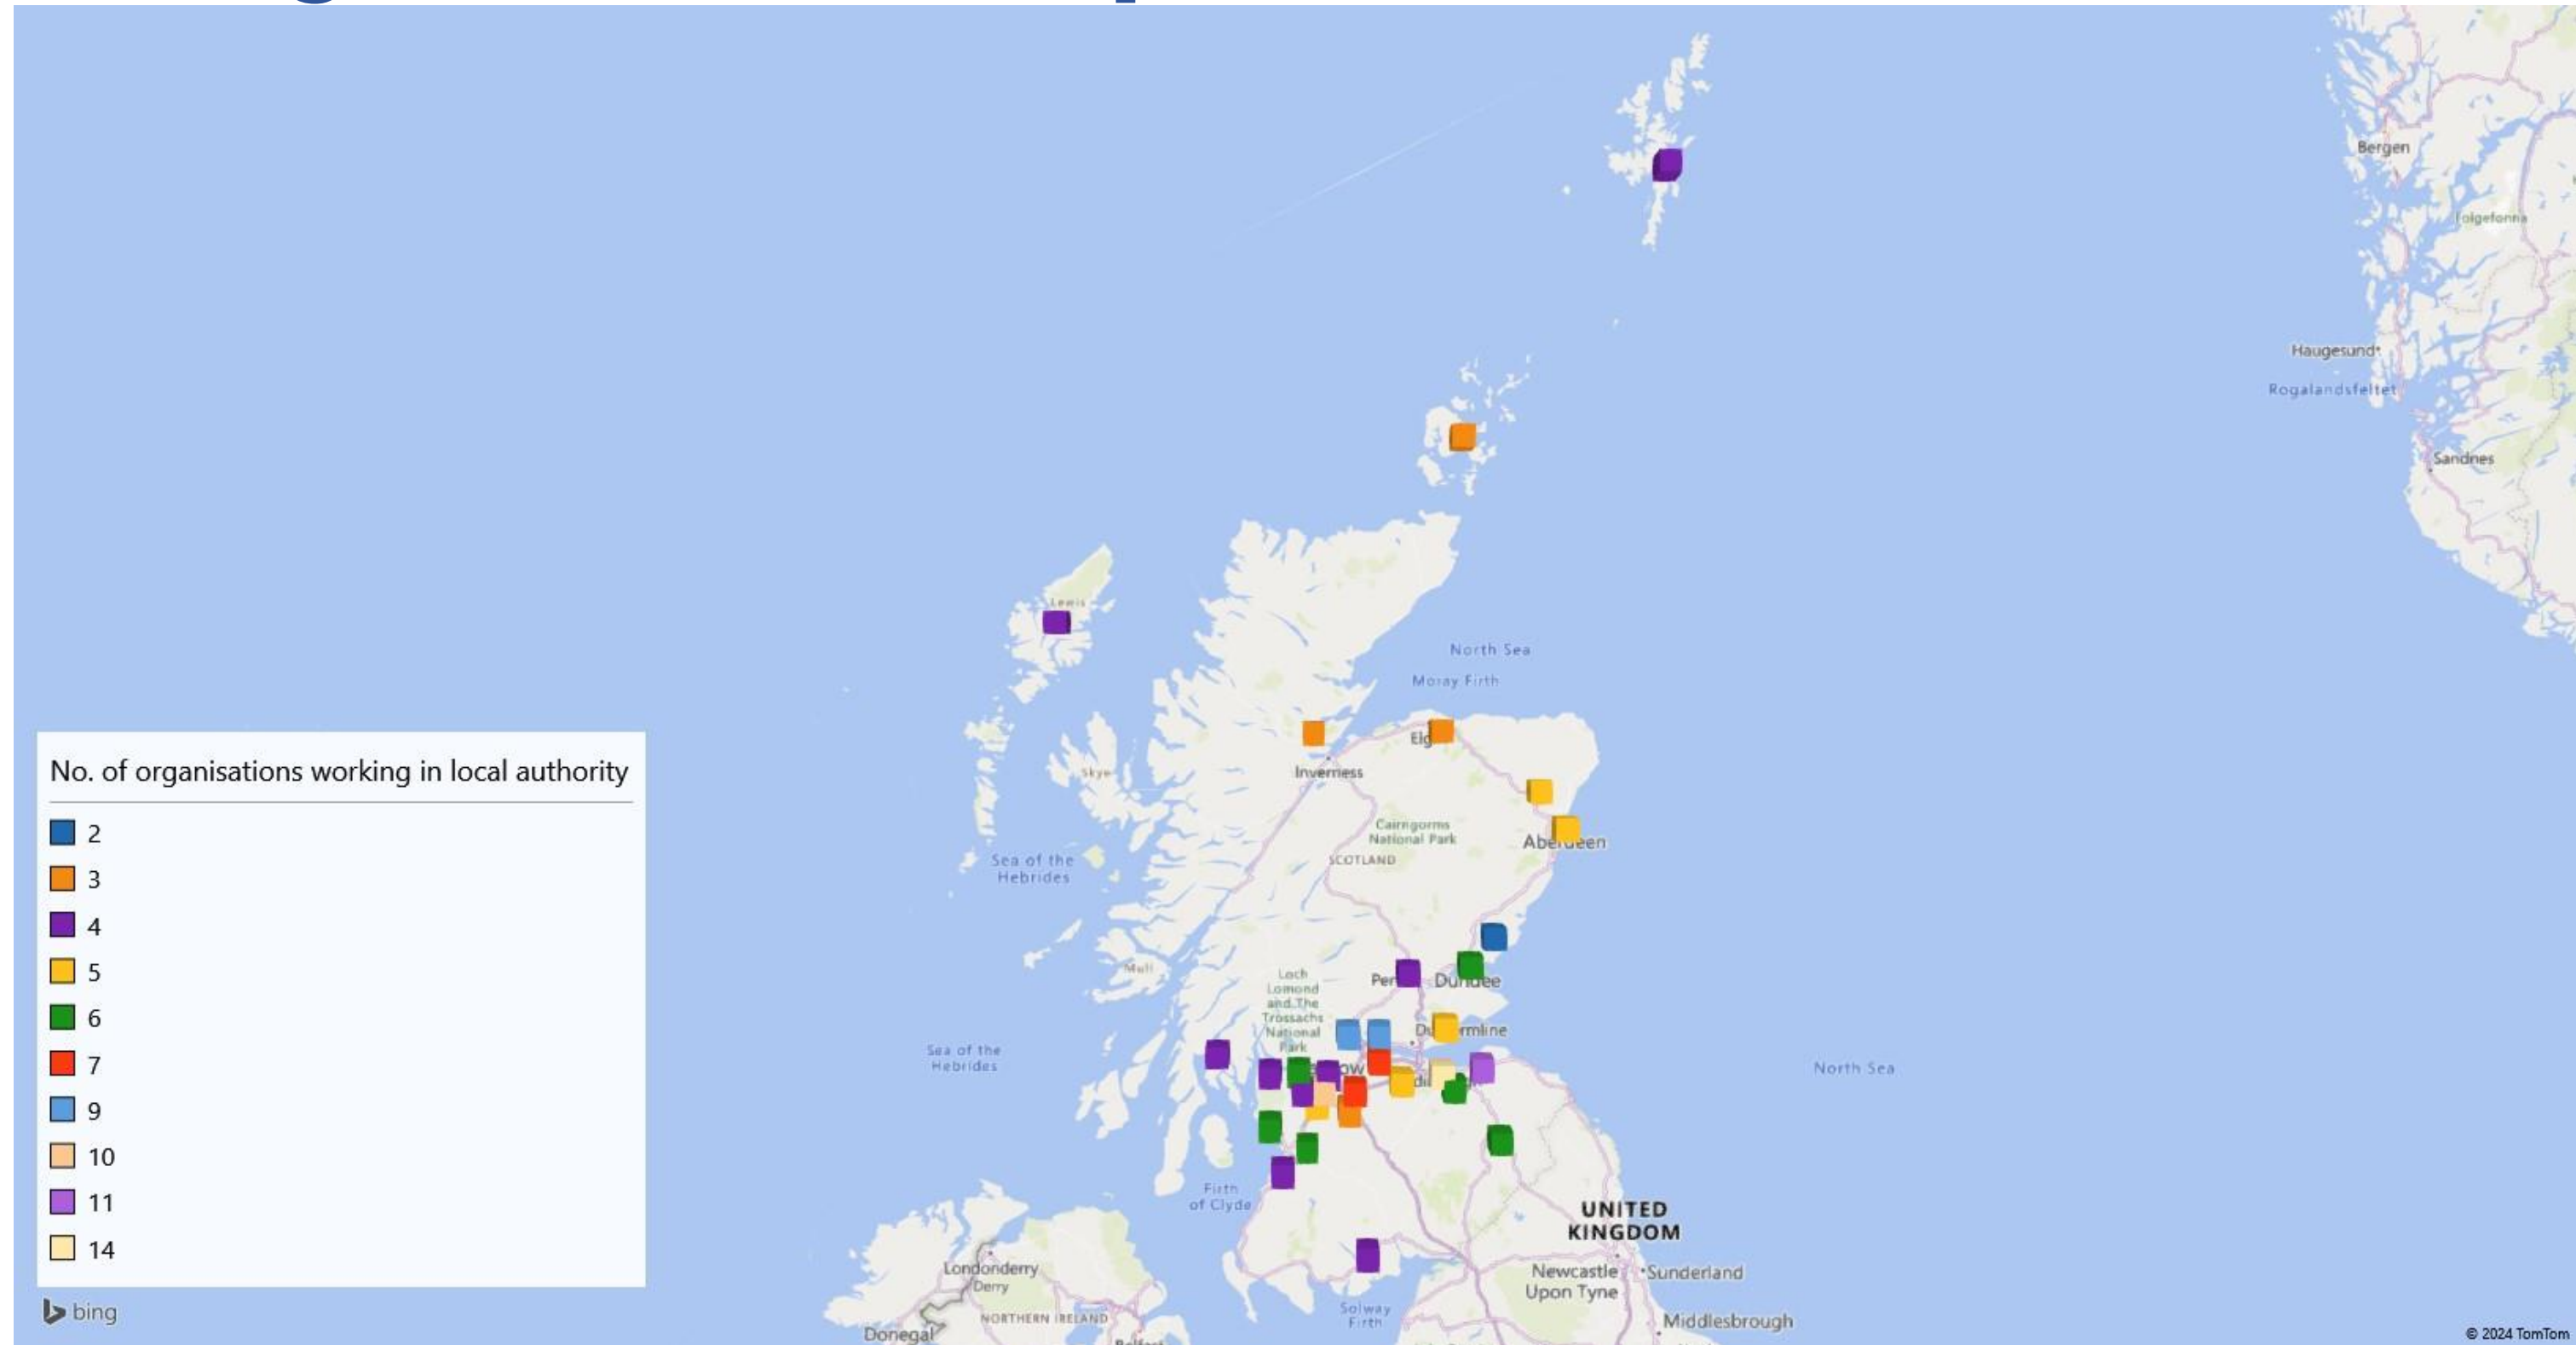 Bergen
Folgefonna
Haugesund
Rogalandsfeltet
Sandnes
Lewis
North Sea
Moray Firth
Inverness
Skye
Cairngorms
National Park
SCOTLAND
Aberdeen
Sea of the
Hebrides
Mull
Loch
Lomond
and The
Trossachs
National
Park
Dundee
Sea of the
Hebrides
North Sea
Firth
of Clyde
UNITED
KINGDOM
Londonderry
Derry
NORTHERN IRELAND
Donegal
Newcastle
Upon Tyne
Sunderland
Solway
Firth
Middlesbrough
No. of organisations working in local authority
2
3
4
5
6
7
9
10
11
14
bing
© 2024 TomTom